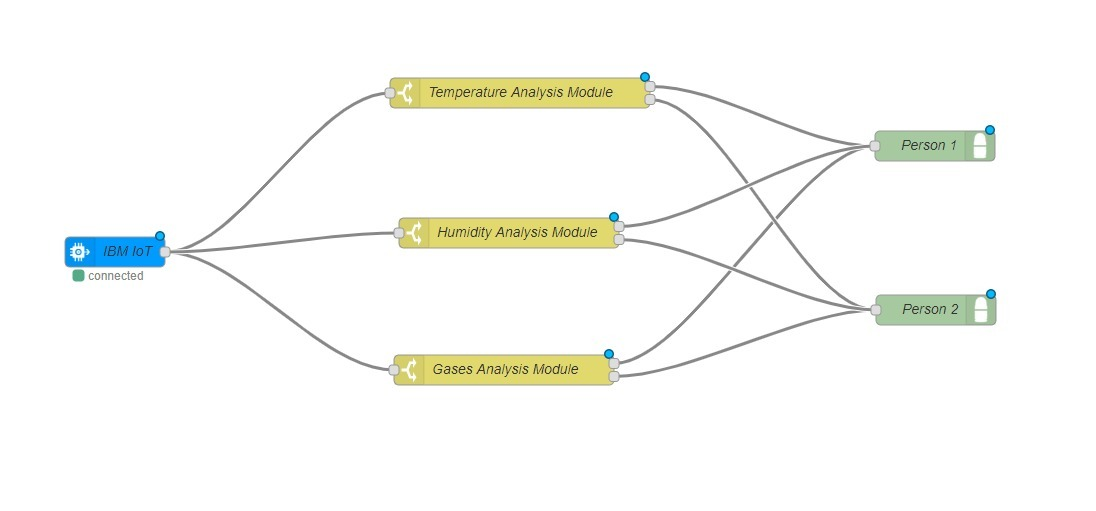 Temperature Analysis Module
Person 1
Humidity Analysis Module
IBM IoT
connected
Person 2
Gases Analysis Module